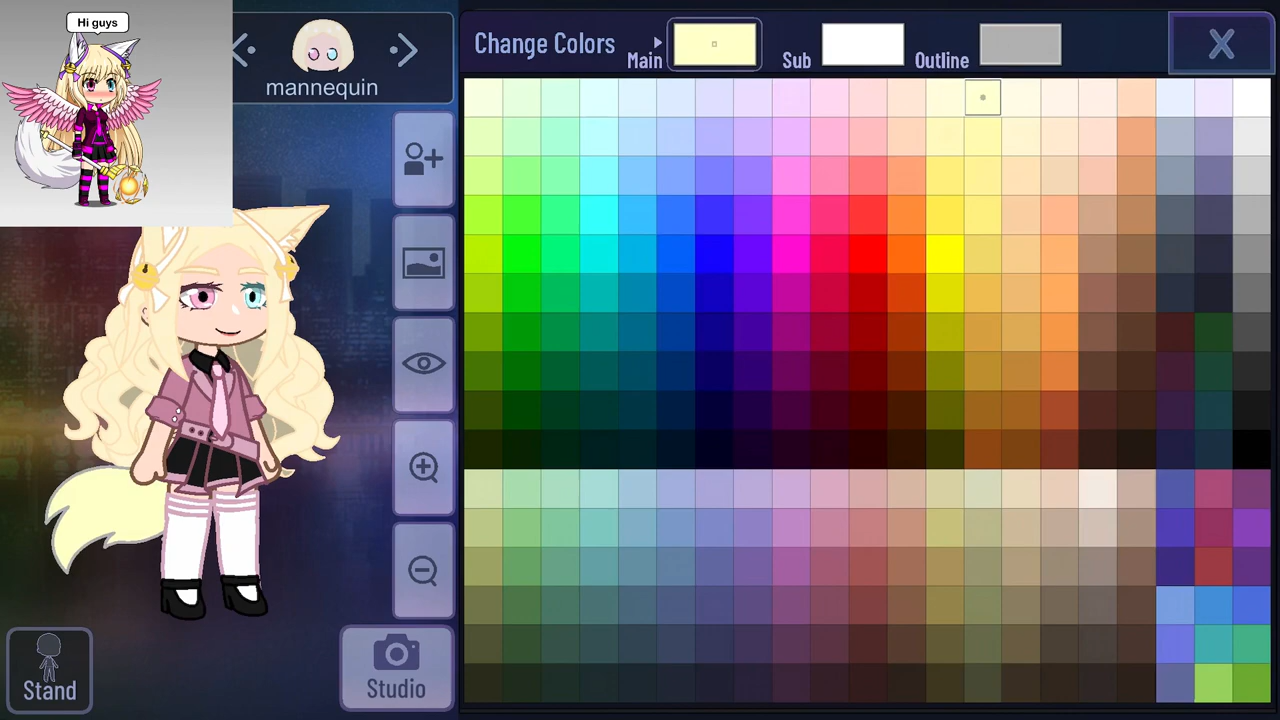 Hi guys
mannequin
Change Colors
Main
Sub
Outline
X
Stand
Studio